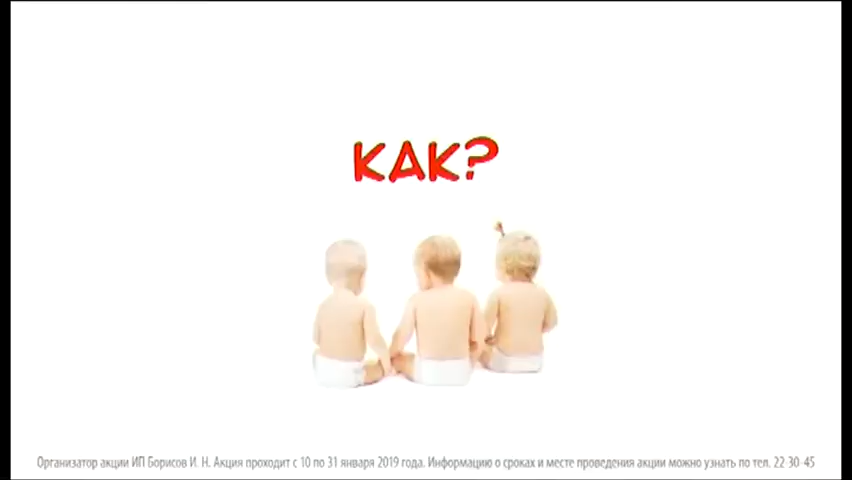 КАК?
Организатор акции ИП Борисов И. Н. Акция проходит с 10 по 31 января 2019 года. Информацию о сроках и месте проведения акции можно узнать по тел. 22-30-45